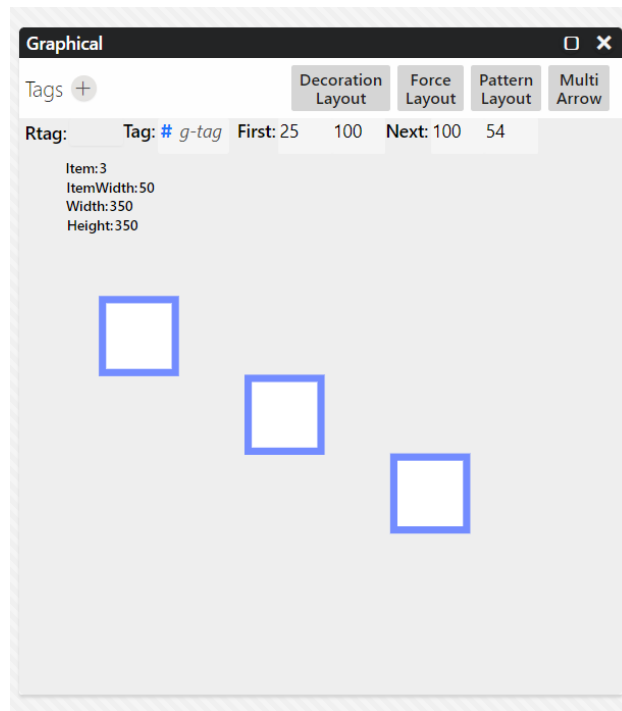 Graphical
Tags +
Decoration Layout
Force Layout
Pattern Layout
Multi Arrow
Rtag: Tag: # g-tag First: 25 100 Next: 100 54
Item:3
ItemWidth:50
Width:350
Height:350